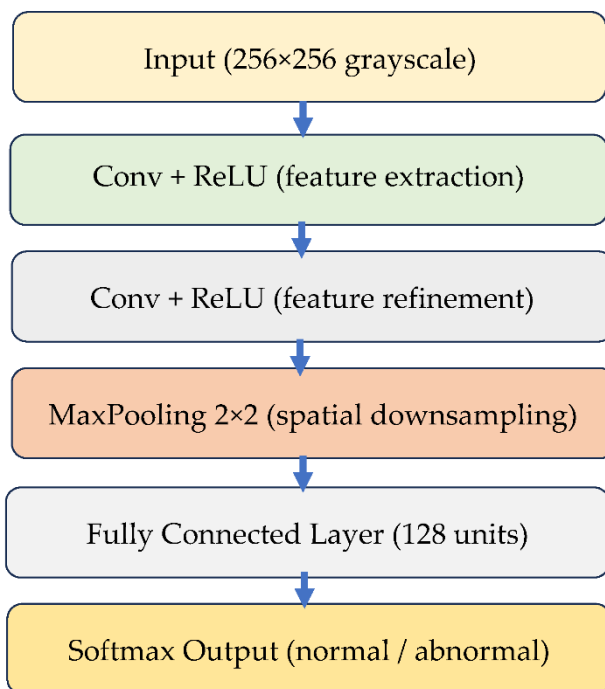 Input (256×256 grayscale)
Conv + ReLU (feature extraction)
Conv + ReLU (feature refinement)
MaxPooling 2×2 (spatial downsampling)
Fully Connected Layer (128 units)
Softmax Output (normal / abnormal)